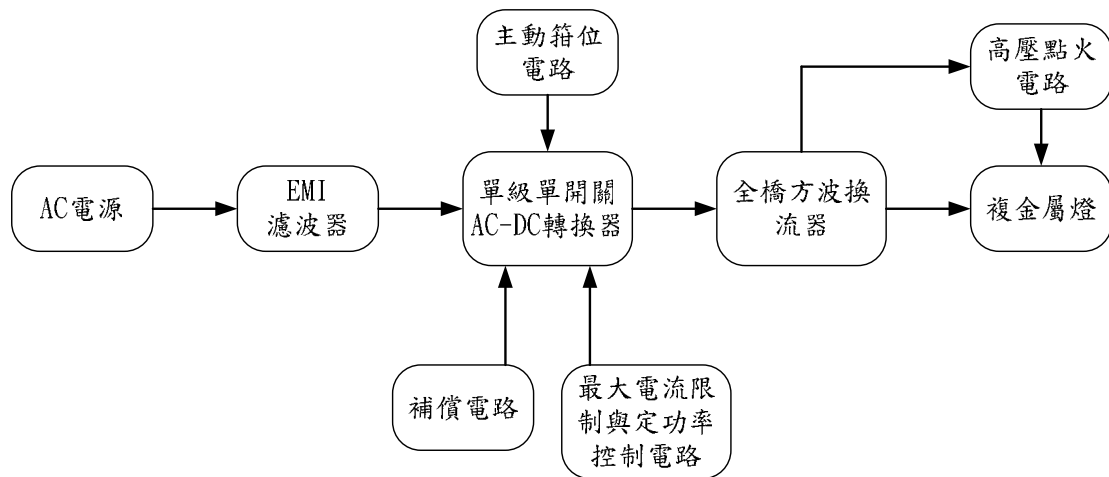 主動箝位
電路
高壓點火
電路
AC電源
EMI
濾波器
單級單開關
AC-DC轉換器
全橋方波換
流器
複金屬燈
補償電路
最大電流限
制與定功率
控制電路